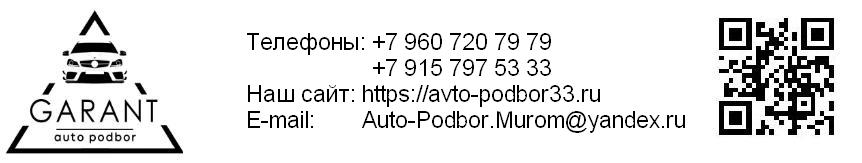 GARANT
auto podbor
Телефоны: +7 960 720 79 79
+7 915 797 53 33
Наш сайт: https://avto-podbor33.ru
E-mail: Auto-Podbor.Murom@yandex.ru